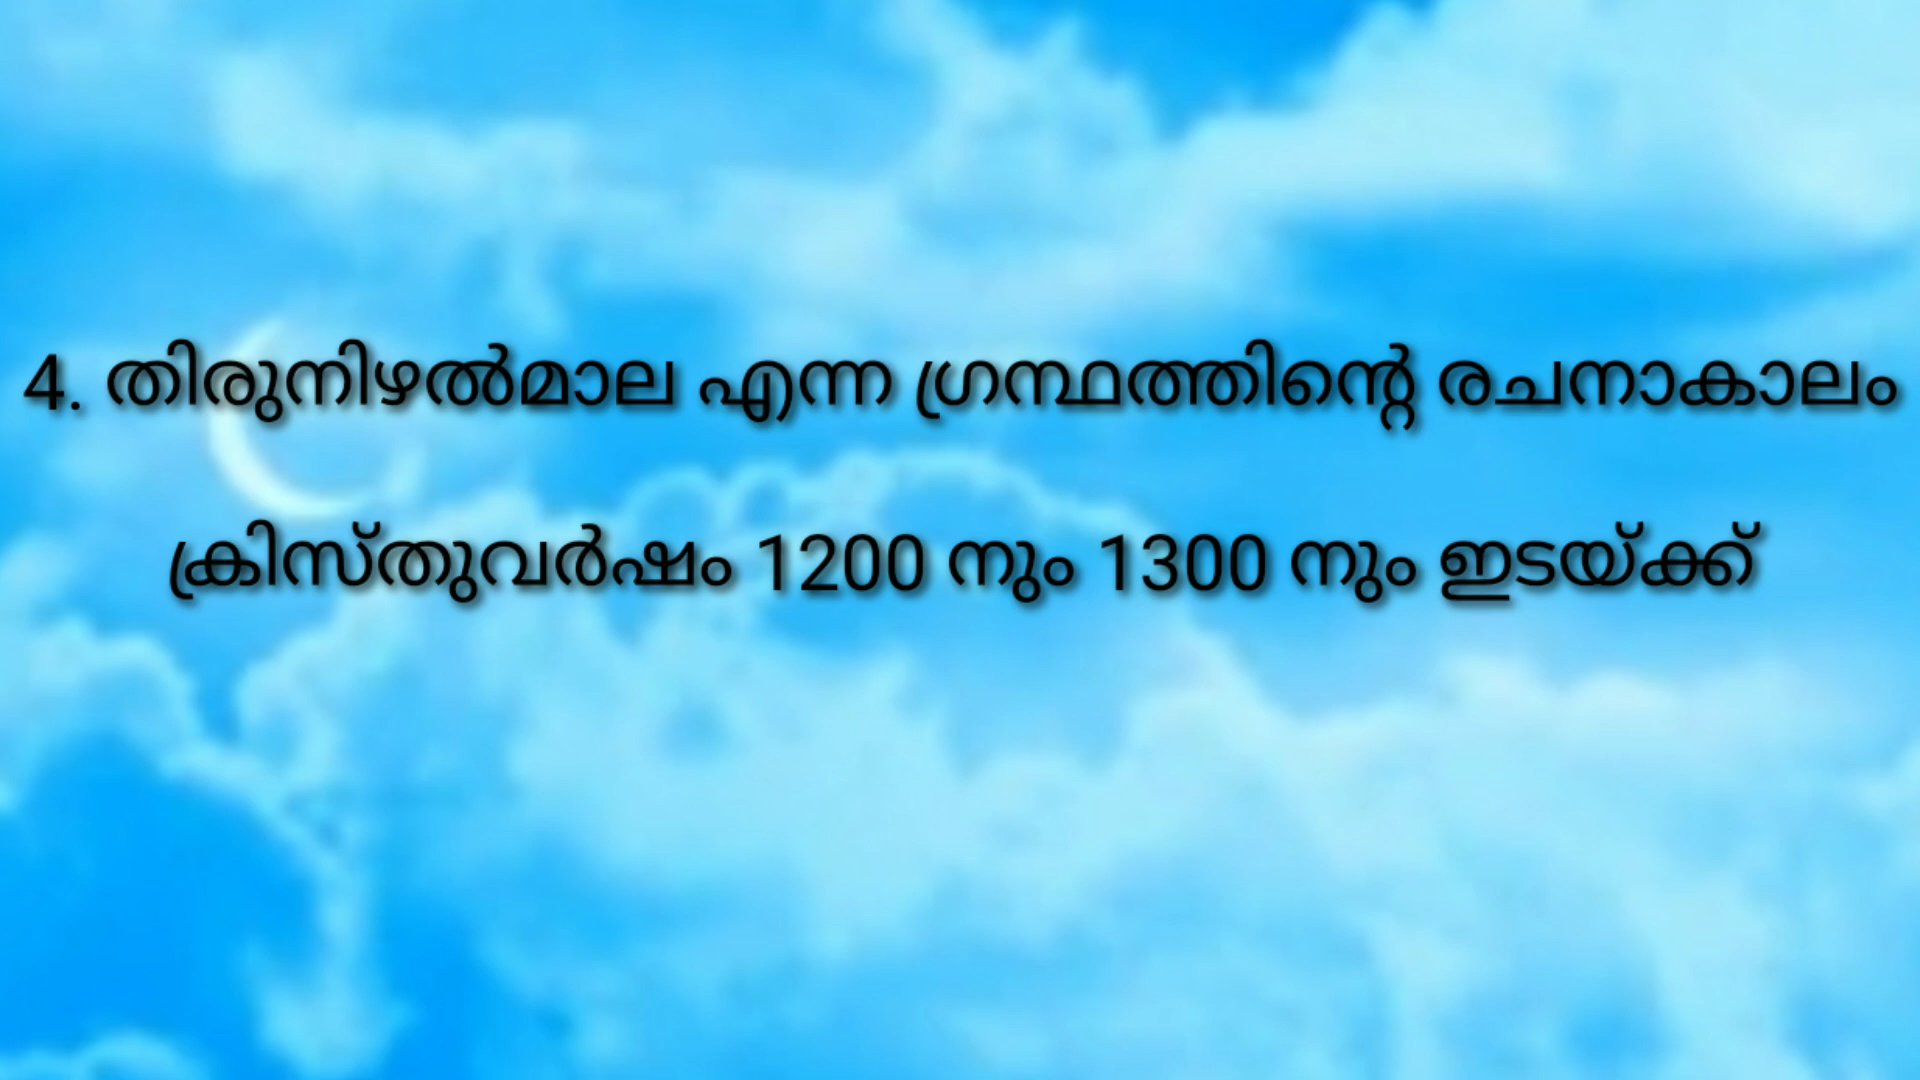 4. തിരുനിഴൽമാല എന്ന ഗ്രന്ഥത്തിന്റെ രചനാകാലം
ക്രിസ്തുവർഷം 1200 നും 1300 നും ഇടയ്ക്ക്